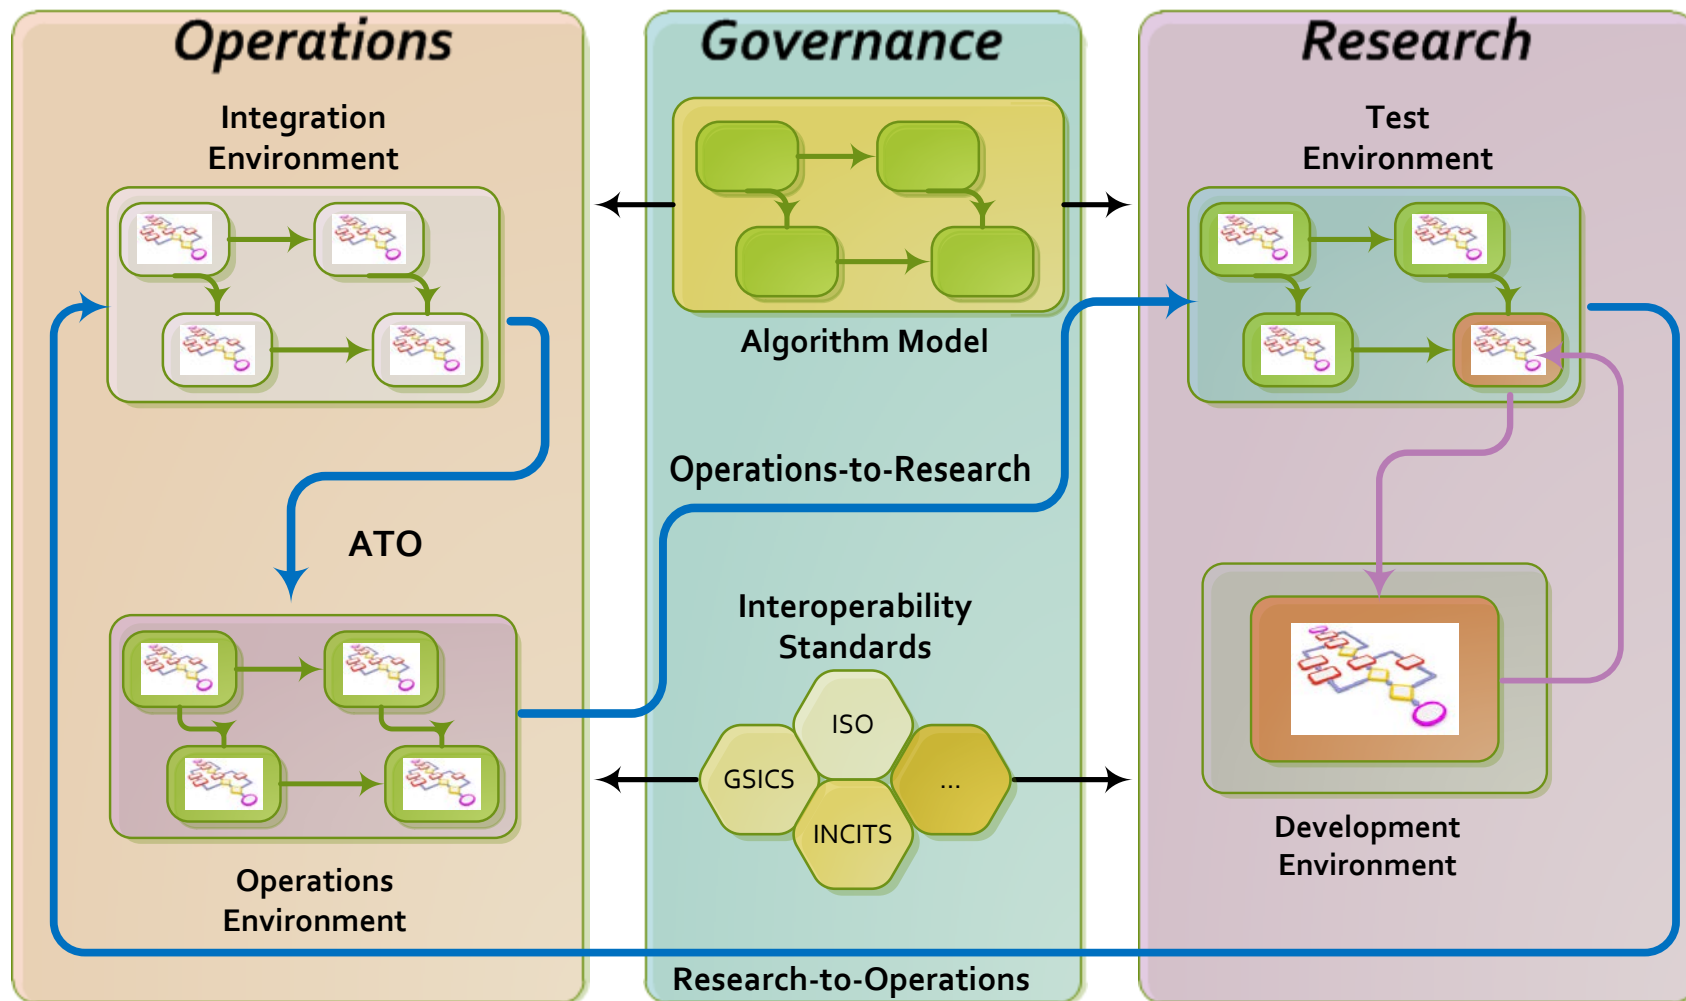 Operations
Integration
Environment
ATO
Operations
Environment
Governance
Algorithm Model
Operations-to-Research
Interoperability
Standards
ISO
GSICS
...
INCITS
Research-to-Operations
Research
Test
Environment
Development
Environment